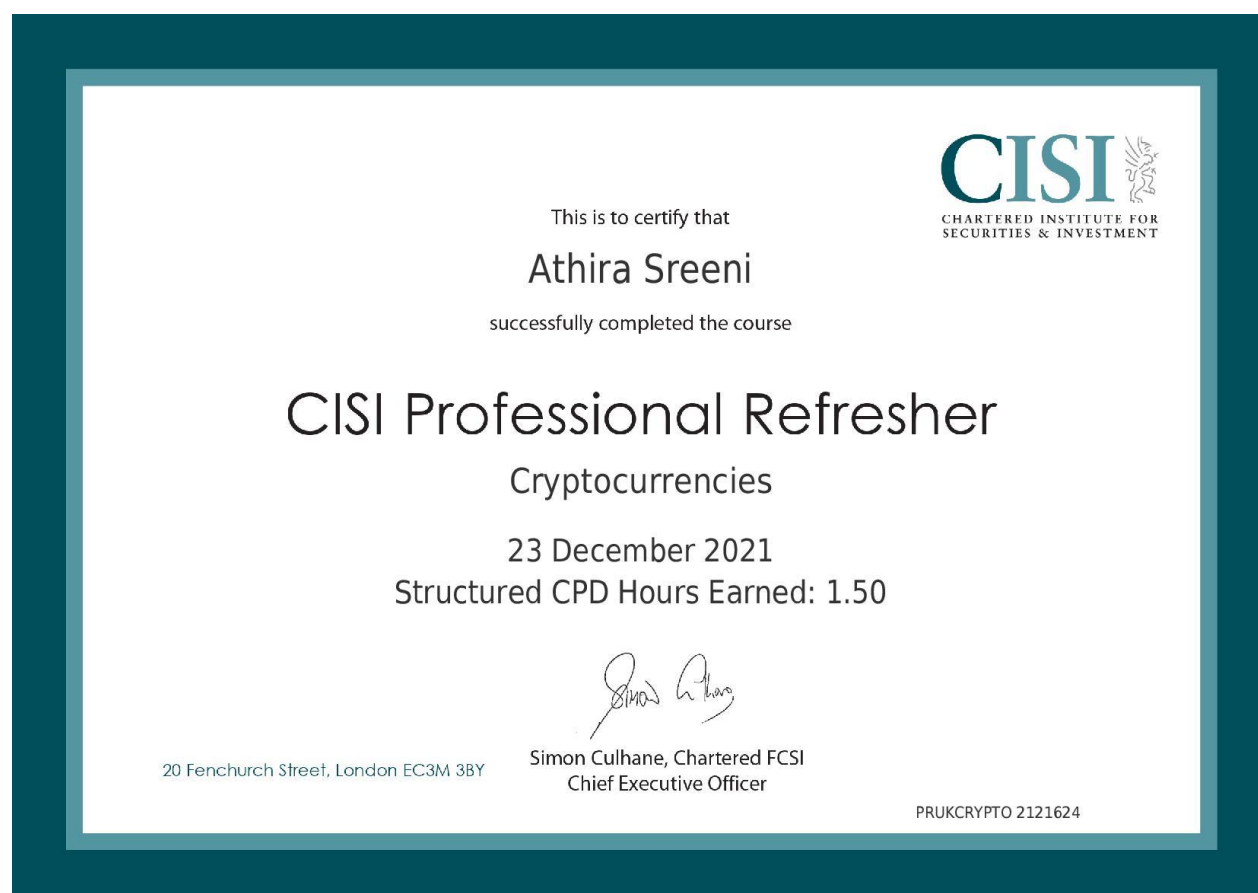 CISI
CHARTERED INSTITUTE FOR
SECURITIES & INVESTMENT
This is to certify that
Athira Sreeni
successfully completed the course
CISI Professional Refresher
Cryptocurrencies
23 December 2021
Structured CPD Hours Earned: 1.50
Simon Culhane, Chartered FCSI
Chief Executive Officer
20 Fenchurch Street, London EC3M 3BY
PRUKCRYPTO 2121624